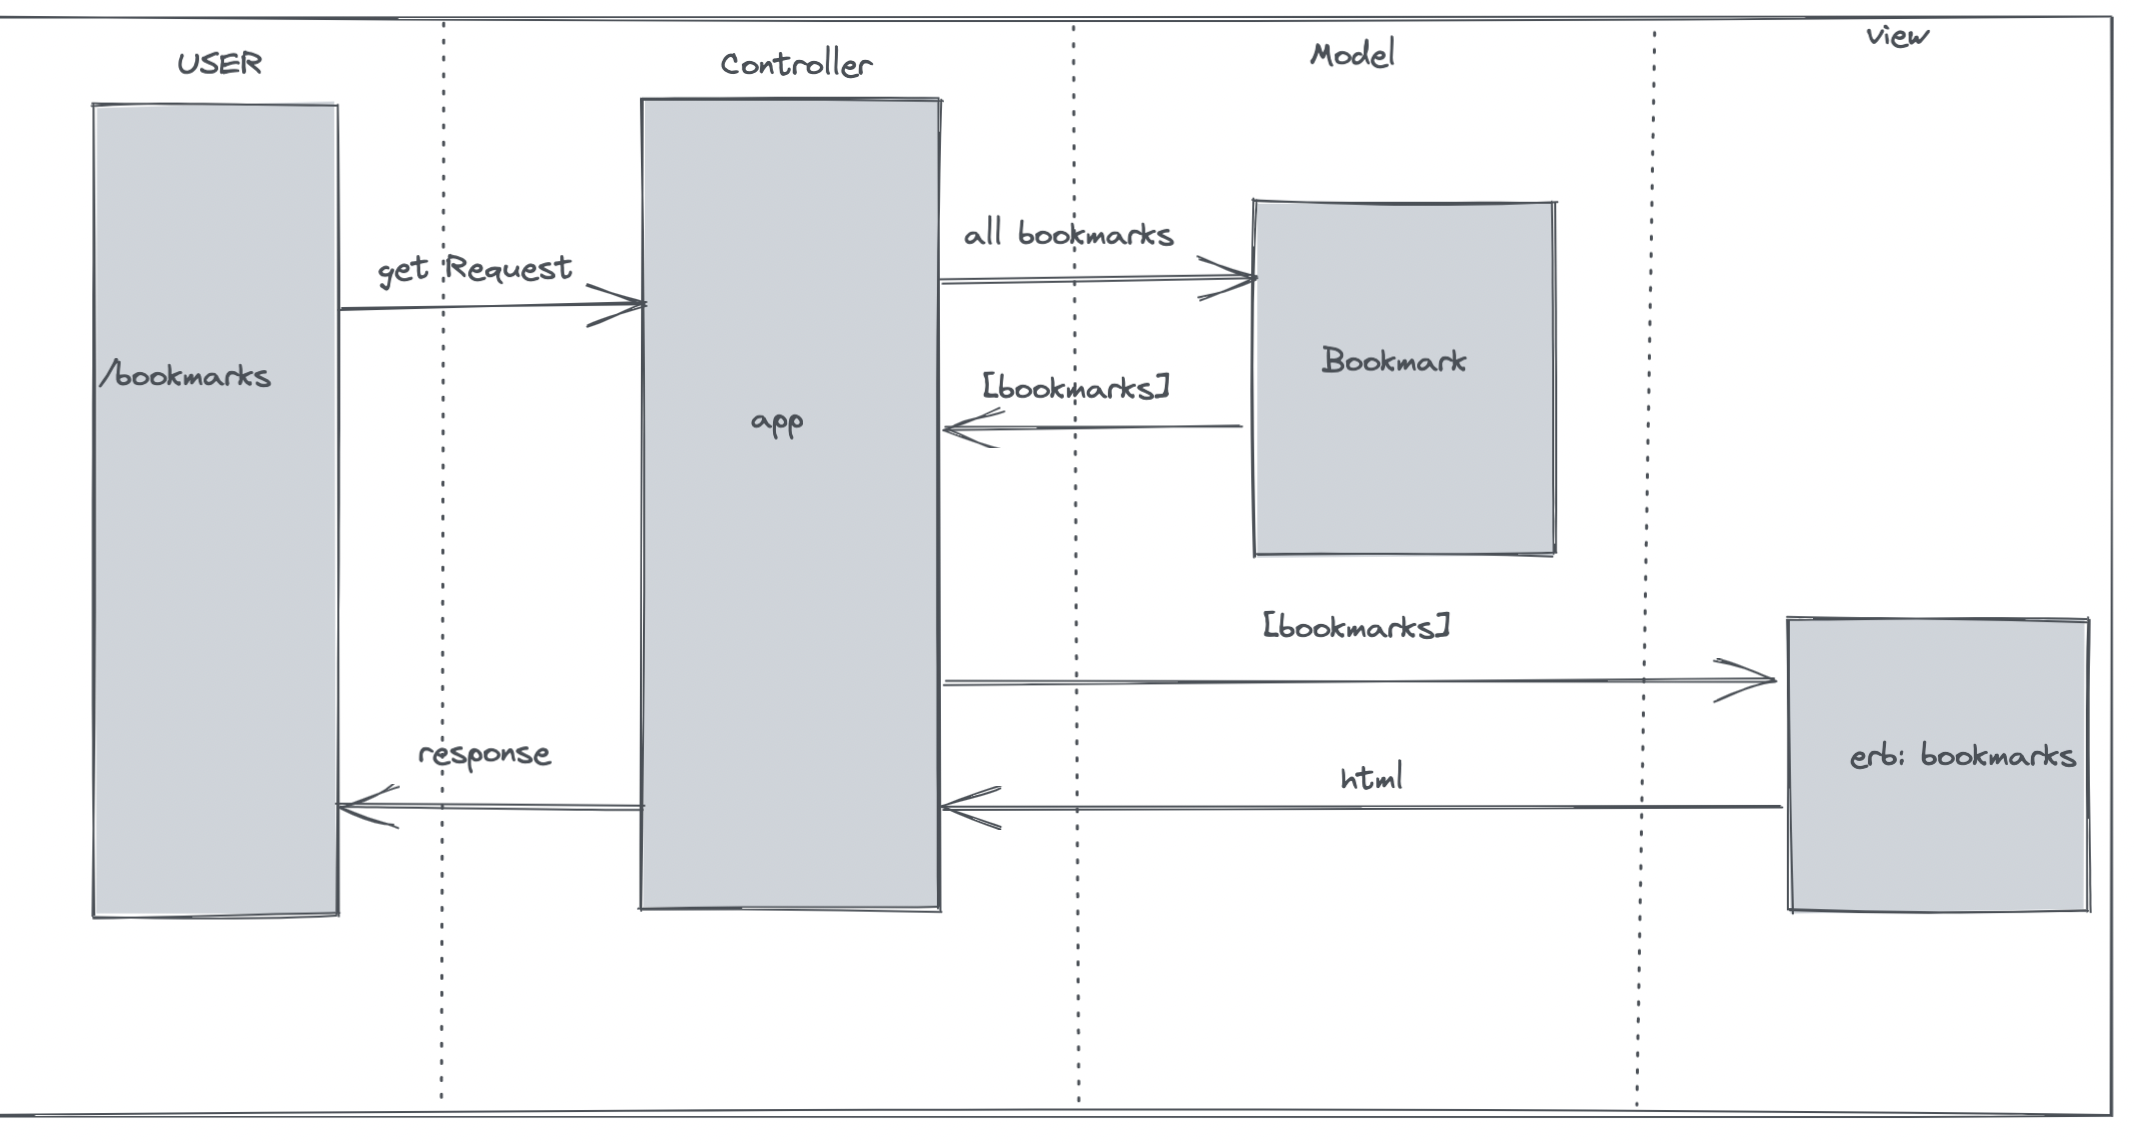 USER
Controller
Model
view
all bookmarks
get Request
Bookmark
/bookmarks
[bookmarks]
app
[bookmarks]
response
erb: bookmarks
html